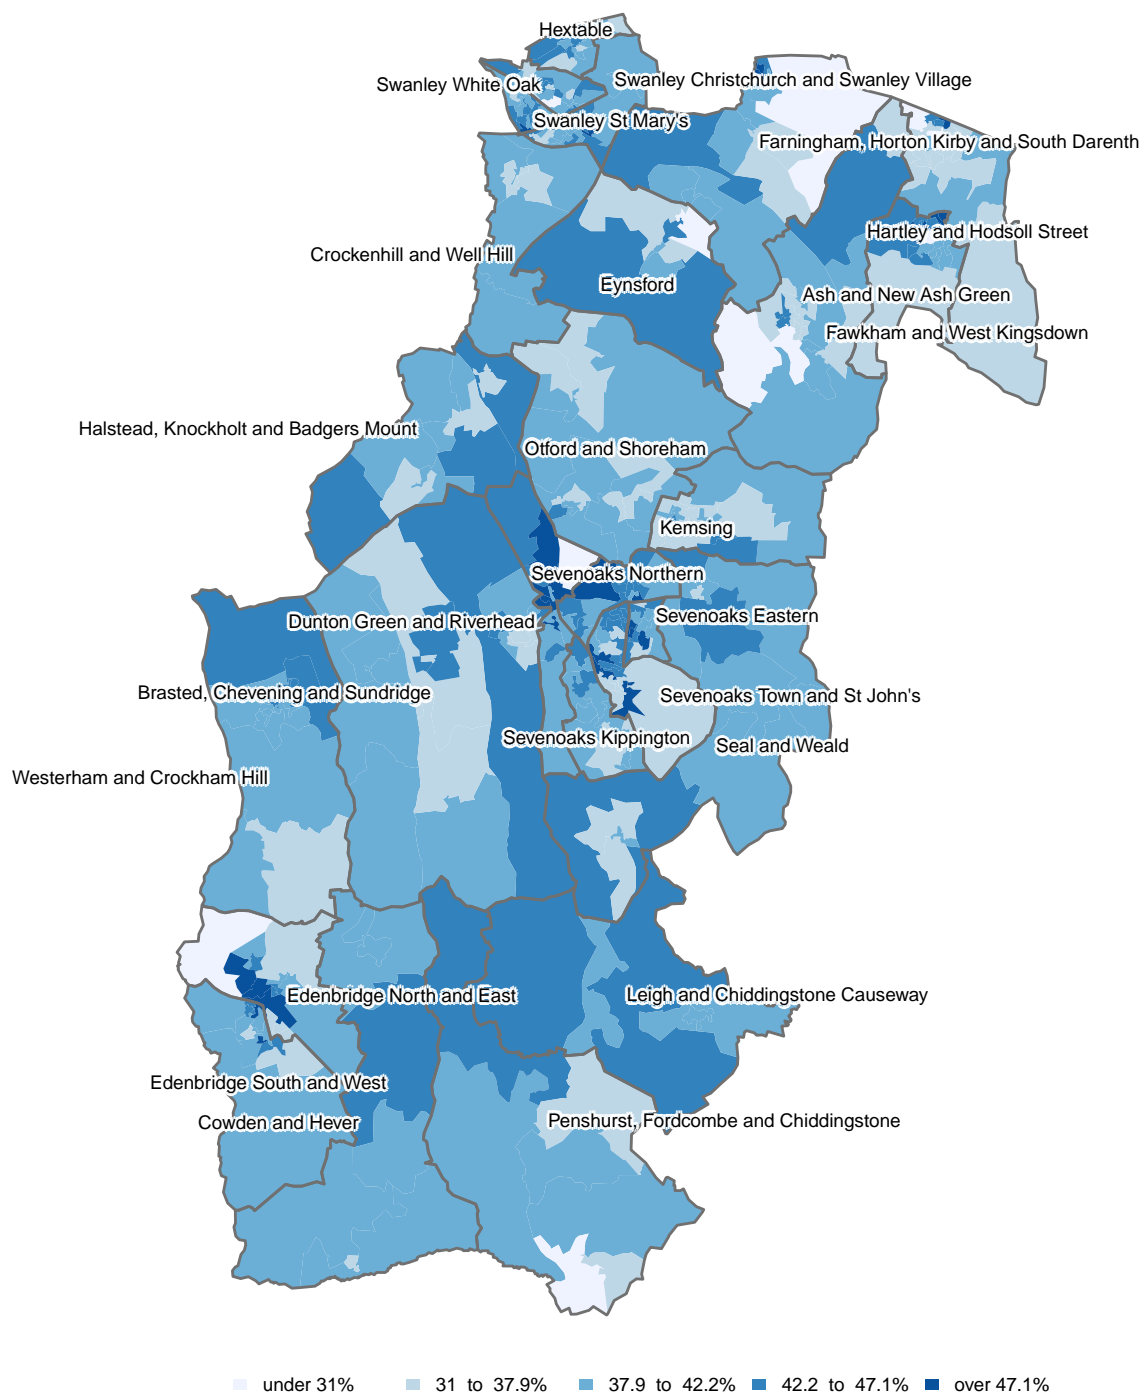 Hextable
Swanley Christchurch and Swanley Village
Swanley White Oak
Swanley St Mary's
Farningham, Horton Kirby and South Darenth
Hartley and Hodsoll Street
Crockenhill and Well Hill
Eynsford
Ash and New Ash Green
Fawkham and West Kingsdown
Halstead, Knockholt and Badgers Mount
Otford and Shoreham
Kemsing
Sevenoaks Northern
Sevenoaks Eastern
Dunton Green and Riverhead
Brasted, Chevening and Sundridge
Sevenoaks Town and St John's
Sevenoaks Kippington
Seal and Weald
Westerham and Crockham Hill
Edenbridge North and East
Leigh and Chiddingstone Causeway
Edenbridge South and West
Cowden and Hever
Penshurst, Fordcombe and Chiddingstone
under 31% 31 to 37.9% 37.9 to 42.2% 42.2 to 47.1% over 47.1%